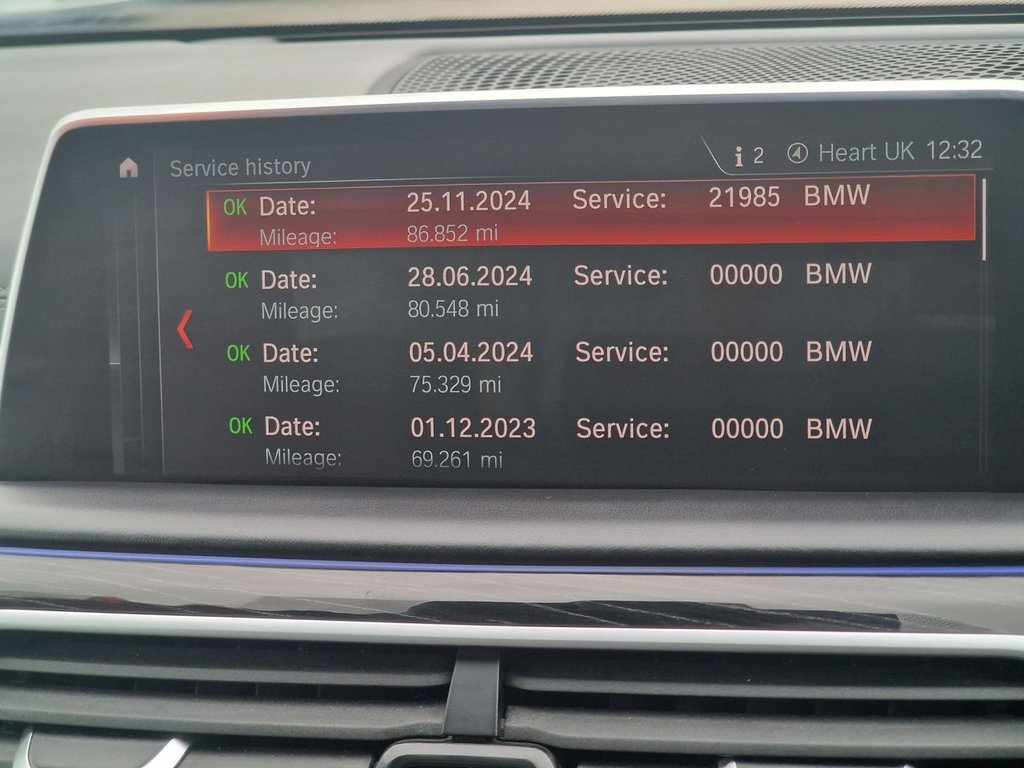 Service history
i 2 Heart UK 12:32
OK Date: 25.11.2024 Service: 21985 BMW
Mileage: 86.852 mi
OK Date: 28.06.2024 Service: 00000 BMW
Mileage: 80.548 mi
OK Date: 05.04.2024 Service: 00000 BMW
Mileage: 75.329 mi
OK Date: 01.12.2023 Service: 00000 BMW
Mileage: 69.261 mi